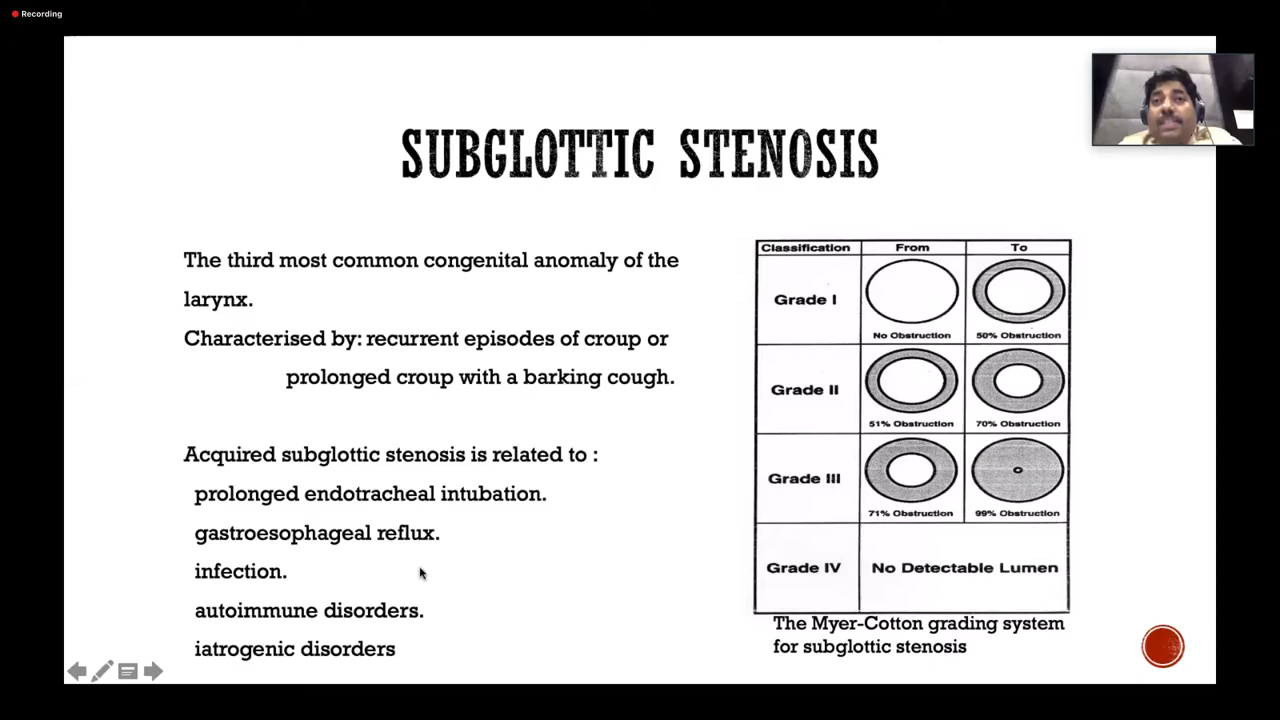 Recording
SUBGLOTTIC STENOSIS
The third most common congenital anomaly of the
larynx.
Characterised by: recurrent episodes of croup or
prolonged croup with a barking cough.
Acquired subglottic stenosis is related to :
prolonged endotracheal intubation.
gastroesophageal reflux.
infection.
autoimmune disorders.
iatrogenic disorders
Classification From To
Grade I
No Obstruction 50% Obstruction
Grade II
51% Obstruction 70% Obstruction
Grade III
71% Obstruction 99% Obstruction
Grade IV No Detectable Lumen
The Myer-Cotton grading system
for subglottic stenosis